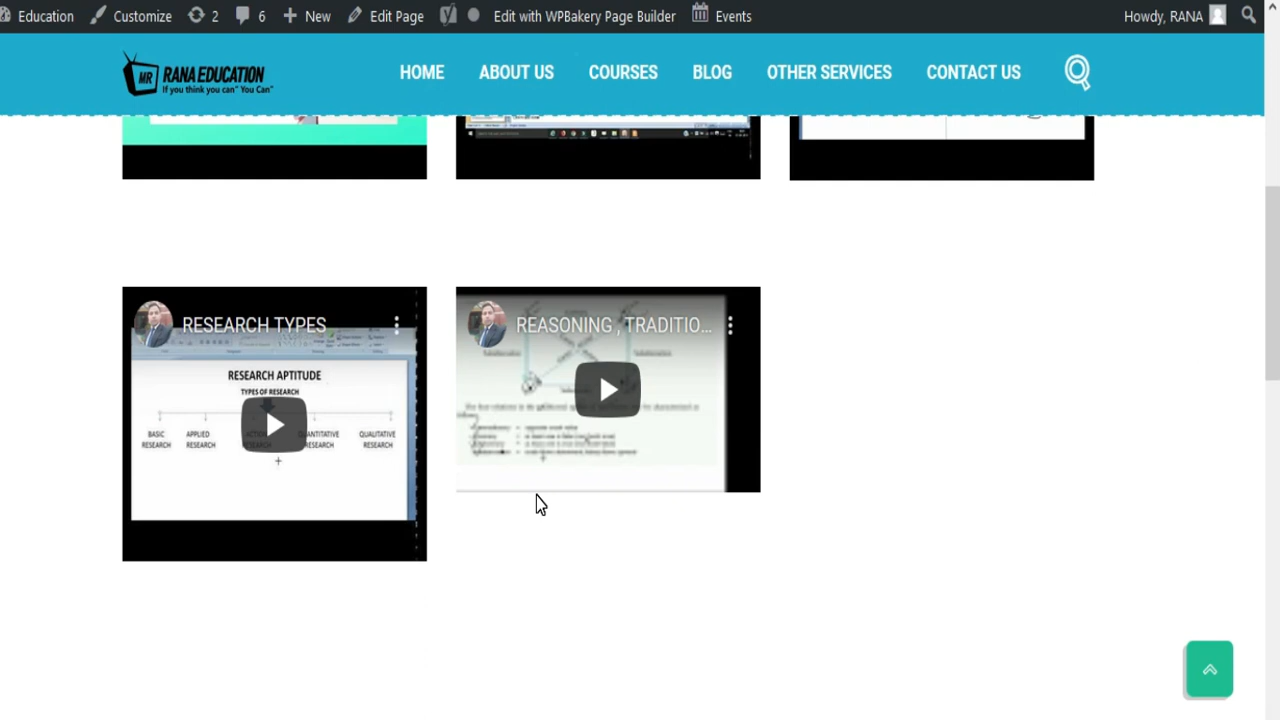 Education Customize 2 6 New Edit Page Edit with WPBakery Page Builder Events Howdy, RANA
MR RANA EDUCATION
If you think you can" You Can"
HOME ABOUT US COURSES BLOG OTHER SERVICES CONTACT US
RESEARCH TYPES
RESEARCH APTITUDE
TYPES OF RESEARCH
BASIC RESEARCH
APPLIED RESEARCH
QUANTITATIVE RESEARCH
QUALITATIVE RESEARCH
REASONING , TRADITIO...